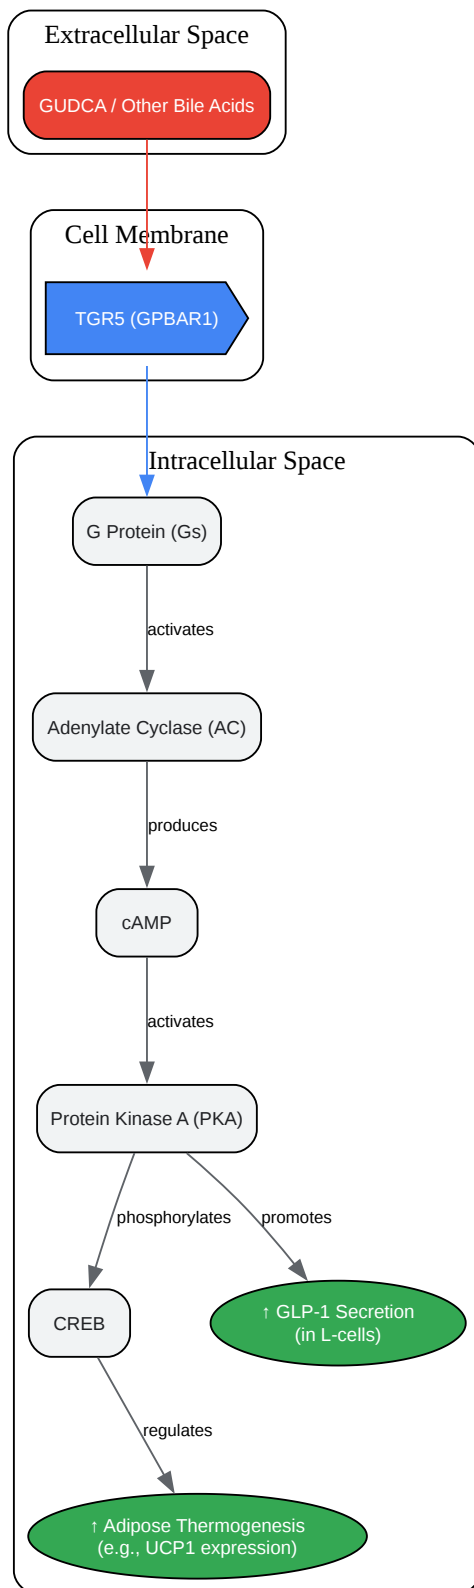 Extracellular Space
GUDCA / Other Bile Acids
Cell Membrane
TGR5 (GPBAR1)
Intracellular Space
G Protein (Gs)
activates
Adenylate Cyclase (AC)
produces
cAMP
activates
Protein Kinase A (PKA)
phosphorylates
promotes
CREB
↑ GLP-1 Secretion
(in L-cells)
regulates
↑ Adipose Thermogenesis
(e.g., UCP1 expression)